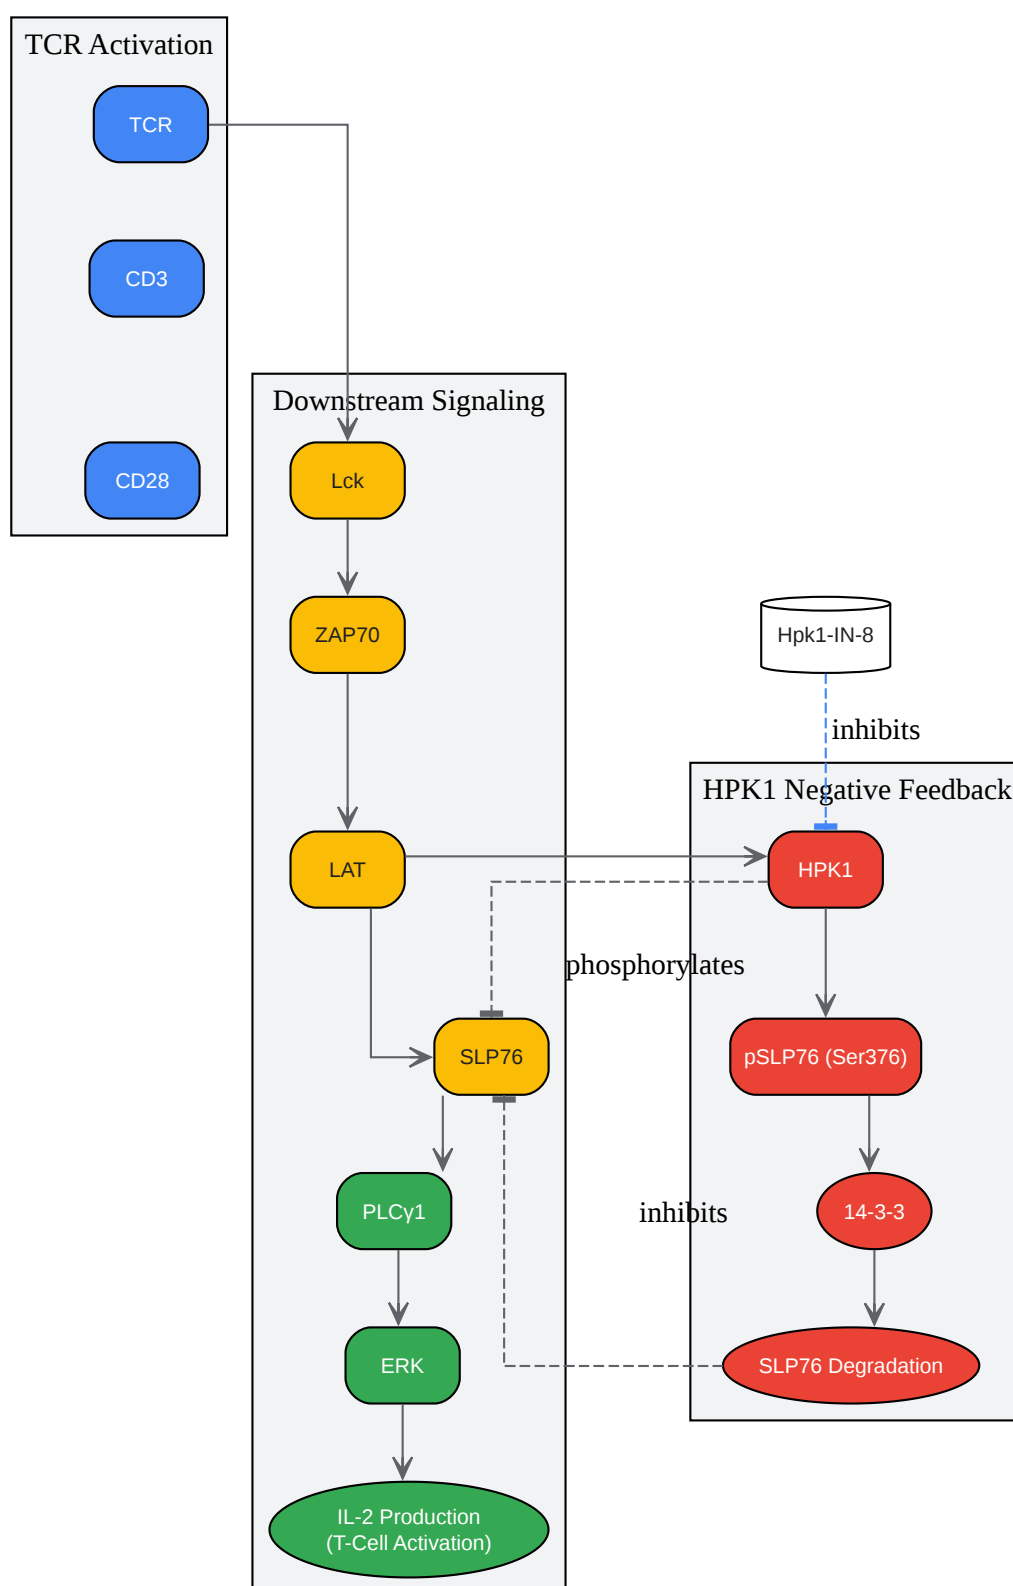 TCR Activation
TCR
CD3
Downstream Signaling
CD28
Lck
ZAP70
Hpk1-IN-8
inhibits
HPK1 Negative Feedback
LAT
HPK1
phosphorylates
SLP76
pSLP76 (Ser376)
PLCγ1
inhibits
14-3-3
ERK
SLP76 Degradation
IL-2 Production
(T-Cell Activation)